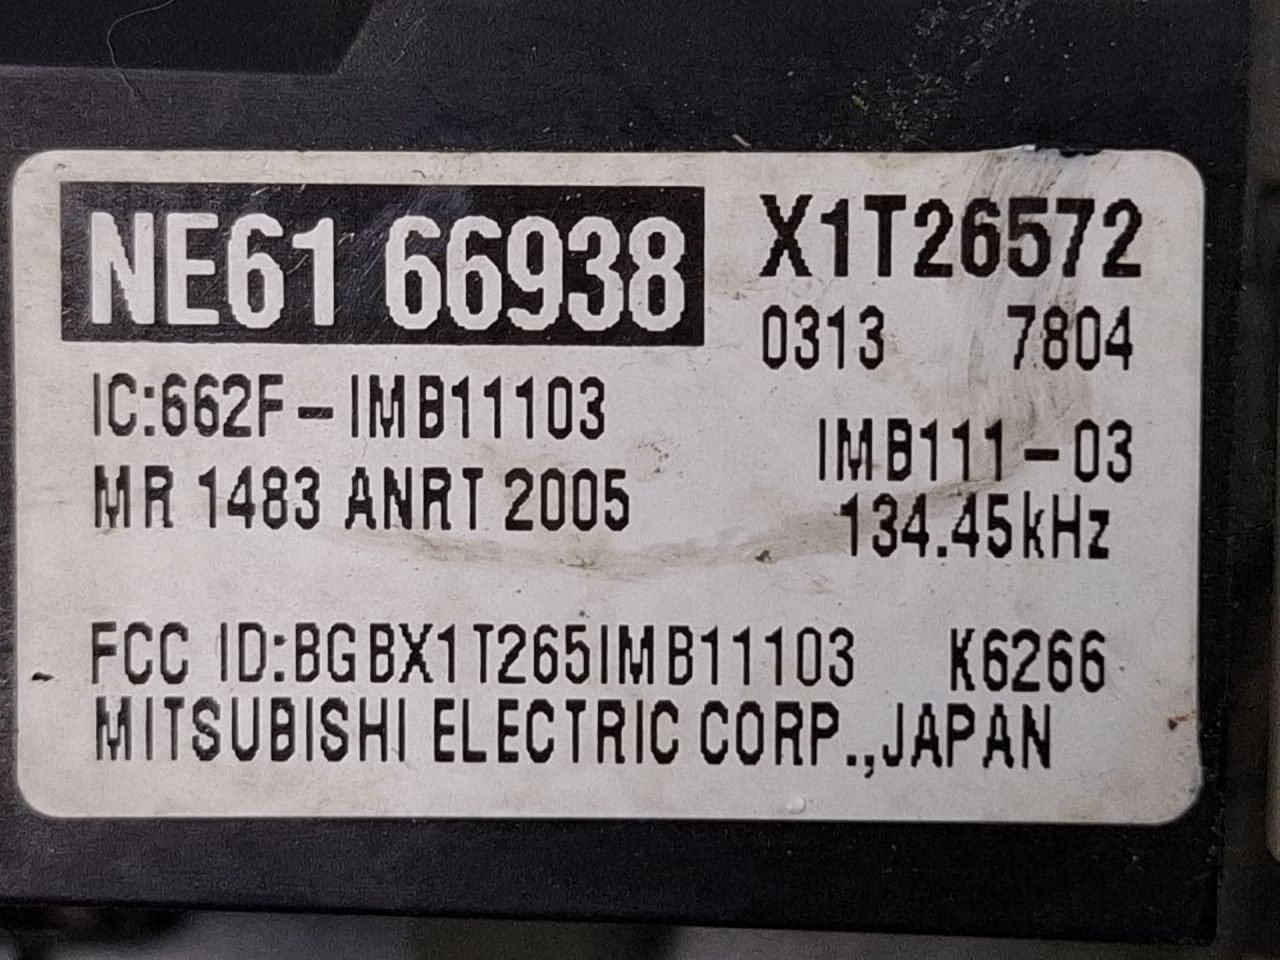 NE61 66938
X1T26572
0313 7804
IC:662F-IMB11103
IMB111-03
MR 1483 ANRT 2005
134.45kHz
FCC ID:BGBX1T265IMB11103 K6266
MITSUBISHI ELECTRIC CORP.,JAPAN